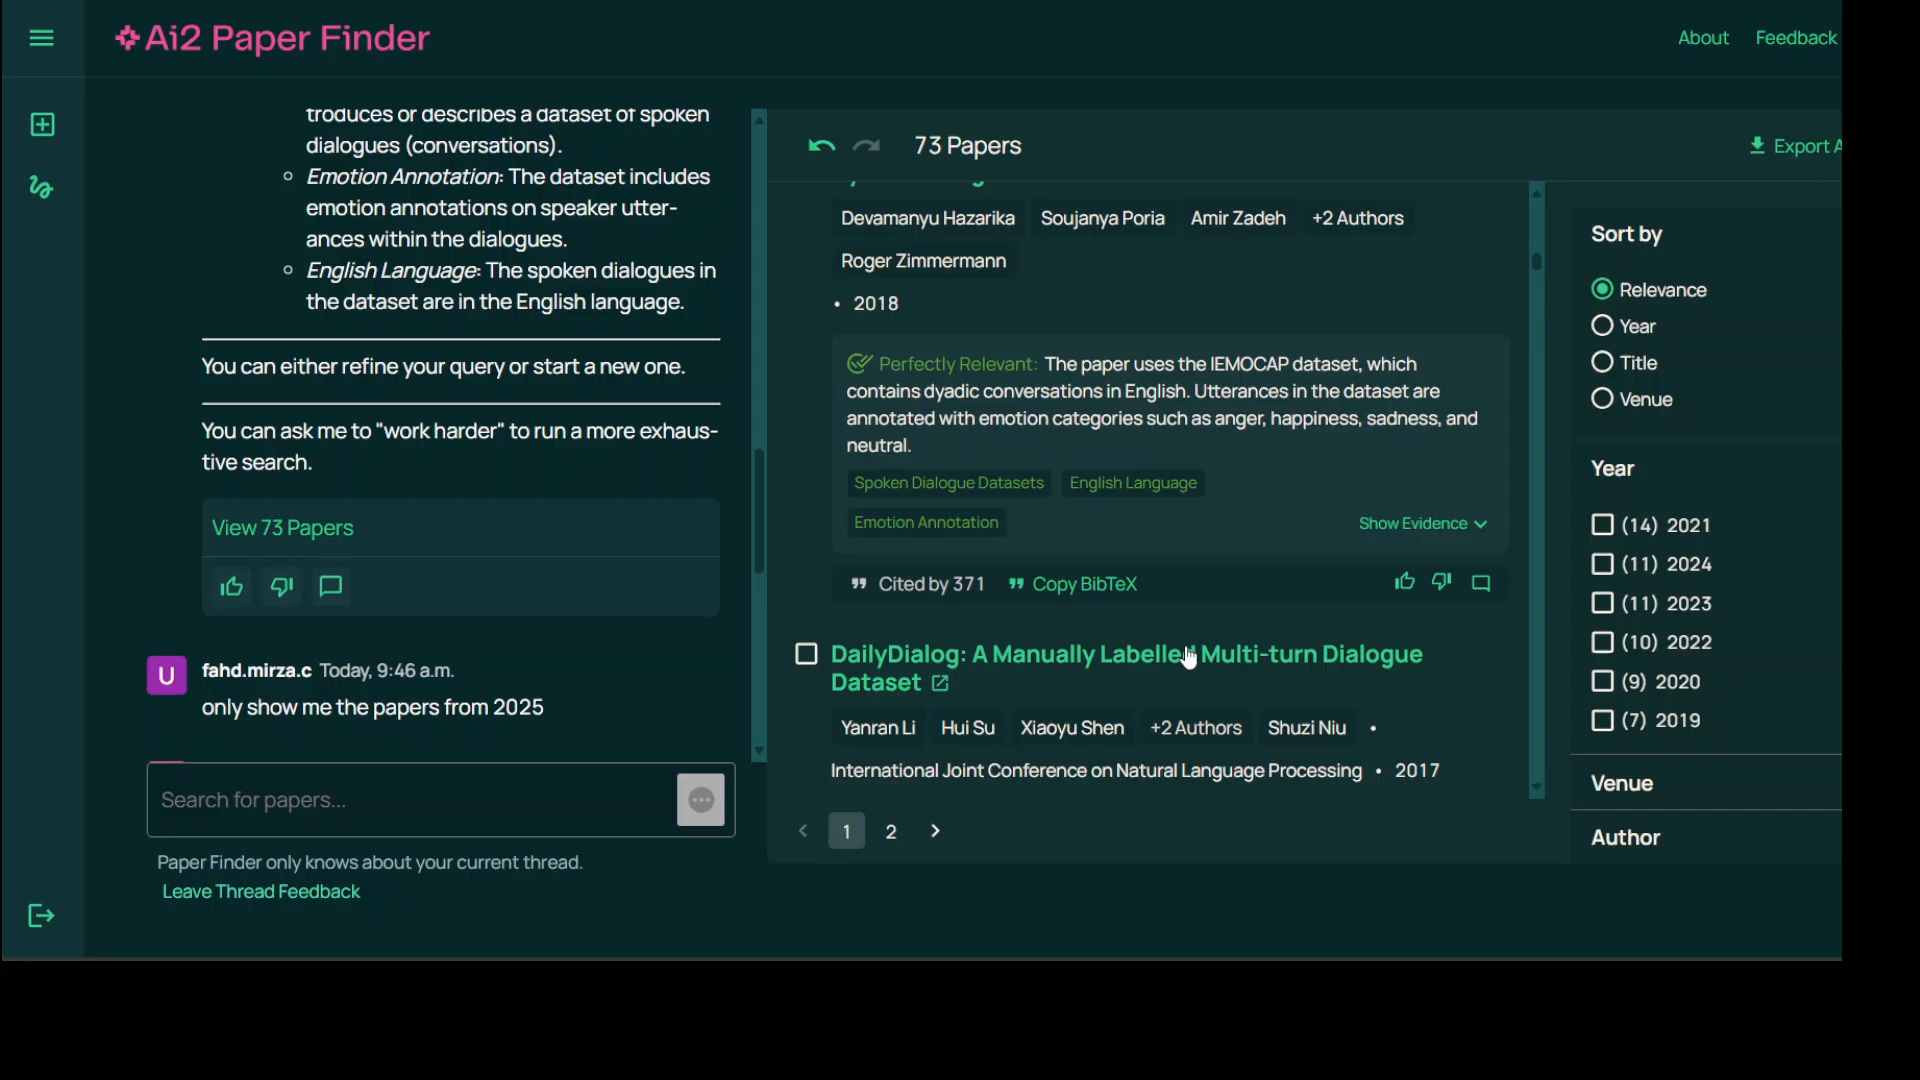 Ai2 Paper Finder
About
Feedback
troduces or describes a dataset of spoken
dialogues (conversations).
Emotion Annotation: The dataset includes
emotion annotations on speaker utter-
ances within the dialogues.
English Language: The spoken dialogues in
the dataset are in the English language.
You can either refine your query or start a new one.
You can ask me to "work harder" to run a more exhaus-
tive search.
View 73 Papers
U
fahd.mirza.c Today, 9:46 a.m.
only show me the papers from 2025
Search for papers...
Paper Finder only knows about your current thread.
Leave Thread Feedback
73 Papers
Export A
Devamanyu Hazarika Soujanya Poria Amir Zadeh +2 Authors
Roger Zimmermann
• 2018
Perfectly Relevant: The paper uses the IEMOCAP dataset, which
contains dyadic conversations in English. Utterances in the dataset are
annotated with emotion categories such as anger, happiness, sadness, and
neutral.
Spoken Dialogue Datasets English Language
Emotion Annotation Show Evidence
Cited by 371 Copy BibTeX
DailyDialog: A Manually Labelled Multi-turn Dialogue
Dataset
Yanran Li Hui Su Xiaoyu Shen +2 Authors Shuzi Niu •
International Joint Conference on Natural Language Processing • 2017
1 2
Sort by
Relevance
Year
Title
Venue
Year
(14) 2021
(11) 2024
(11) 2023
(10) 2022
(9) 2020
(7) 2019
Venue
Author